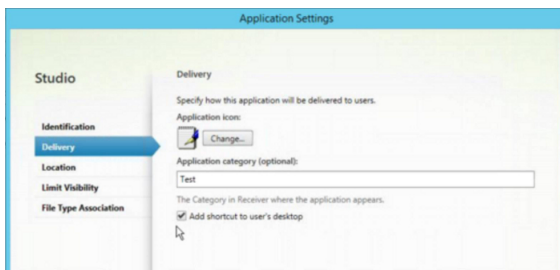 Application Settings
Studio
Identification
Delivery
Location
Limit Visibility
File Type Association
Delivery
Specify how this application will be delivered to users.
Application icon:
Change...
Application category (optional):
Test
The Category in Receiver where the application appears.
Add shortcut to user's desktop